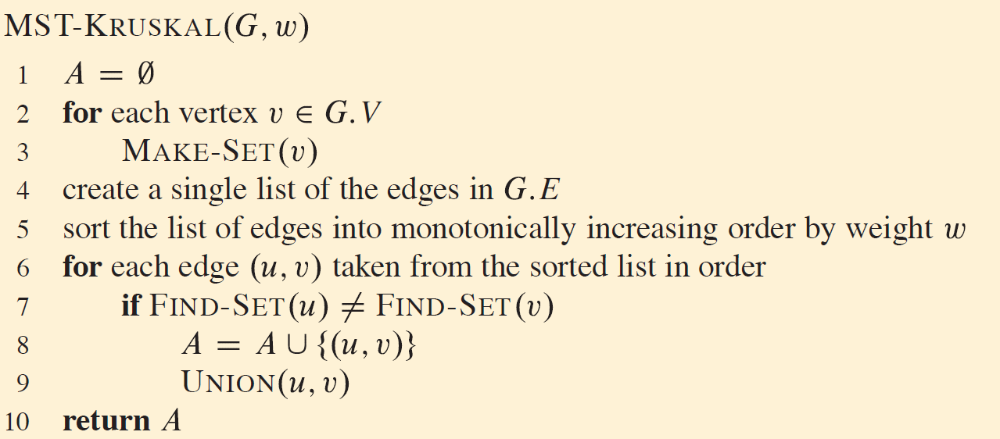 MST-KRUSKAL(G, w)
1 A = ∅
2 for each vertex v ∈ G.V
3 MAKE-SET(v)
4 create a single list of the edges in G.E
5 sort the list of edges into monotonically increasing order by weight w
6 for each edge (u, v) taken from the sorted list in order
7 if FIND-SET(u) ≠ FIND-SET(v)
8 A = A ∪ {(u, v)}
9 UNION(u, v)
10 return A